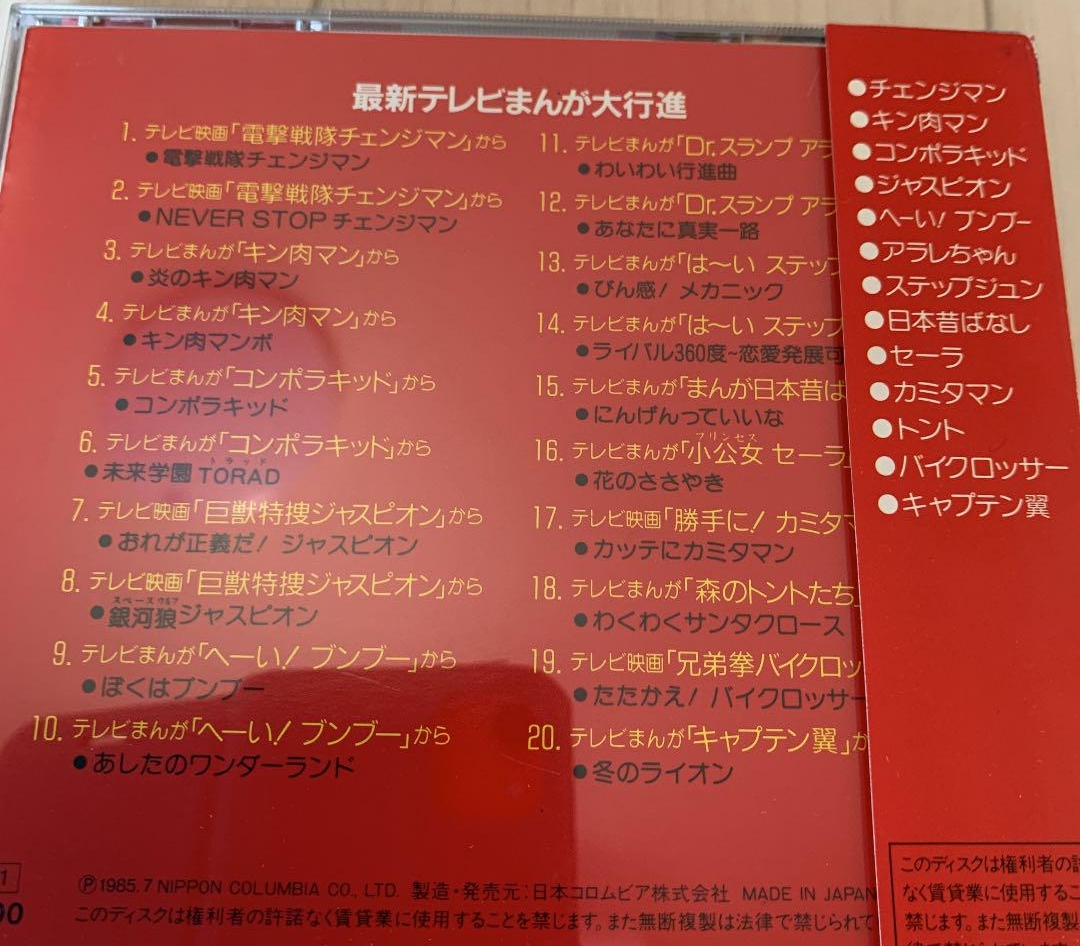 最新テレビまんが大行進
1. テレビ映画「電撃戦隊チェンジマン」から
●電撃戦隊チェンジマン
2. テレビ映画「電撃戦隊チェンジマン」から
●NEVER STOP チェンジマン
3. テレビまんが「キン肉マン」から
●炎のキン肉マン
4. テレビまんが「キン肉マン」から
●キン肉マンボ
5. テレビまんが「コンポラキッド」から
●コンポラキッド
6. テレビまんが「コンポラキッド」から
トラッド
●未来学園 TORAD
7. テレビ映画「巨獣特捜ジャスピオン」から
●おれが正義だ! ジャスピオン
8. テレビ映画「巨獣特捜ジャスピオン」から
スペースウルフ
●銀河狼ジャスピオン
9. テレビまんが「へーい! ブンブー」から
●ぼくはブンブー
10. テレビまんが「へーい! ブンブー」から
●あしたのワンダーランド
11. テレビまんが「Dr.スランプ アラ
●わいわい行進曲
12. テレビまんが「Dr.スランプ アラ
●あなたに真実一路
13. テレビまんが「は〜い ステップ
●びん感! メカニック
14. テレビまんが「は〜い ステップ
●ライバル360度~恋愛発展可
15. テレビまんが「まんが日本昔ば
●にんげんっていいな
プリンセス
16. テレビまんが「小公女 セーラ」
●花のささやき
17. テレビ映画「勝手に! カミタマ
●カッテにカミタマン
18. テレビまんが「森のトントたち」
●わくわくサンタクロース
19. テレビ映画「兄弟拳バイクロッ
●たたかえ! バイクロッサー
20. テレビまんが「キャプテン翼」か
●冬のライオン
Ⓟ1985.7 NIPPON COLUMBIA CO., LTD. 製造・発売元:日本コロムビア株式会社 MADE IN JAPAN
このディスクは権利者の許諾なく賃貸業に使用することを禁じます。また無断複製は法律で禁じられて
1
00
●チェンジマン
●キン肉マン
●コンポラキッド
●ジャスピオン
●へーい! ブンブー
●アラレちゃん
●ステップジュン
●日本昔ばなし
●セーラ
●カミタマン
●トント
●バイクロッサー
●キャプテン翼
このディスクは権利者の許
なく賃貸業に使用するこ
禁じます。また無断複製